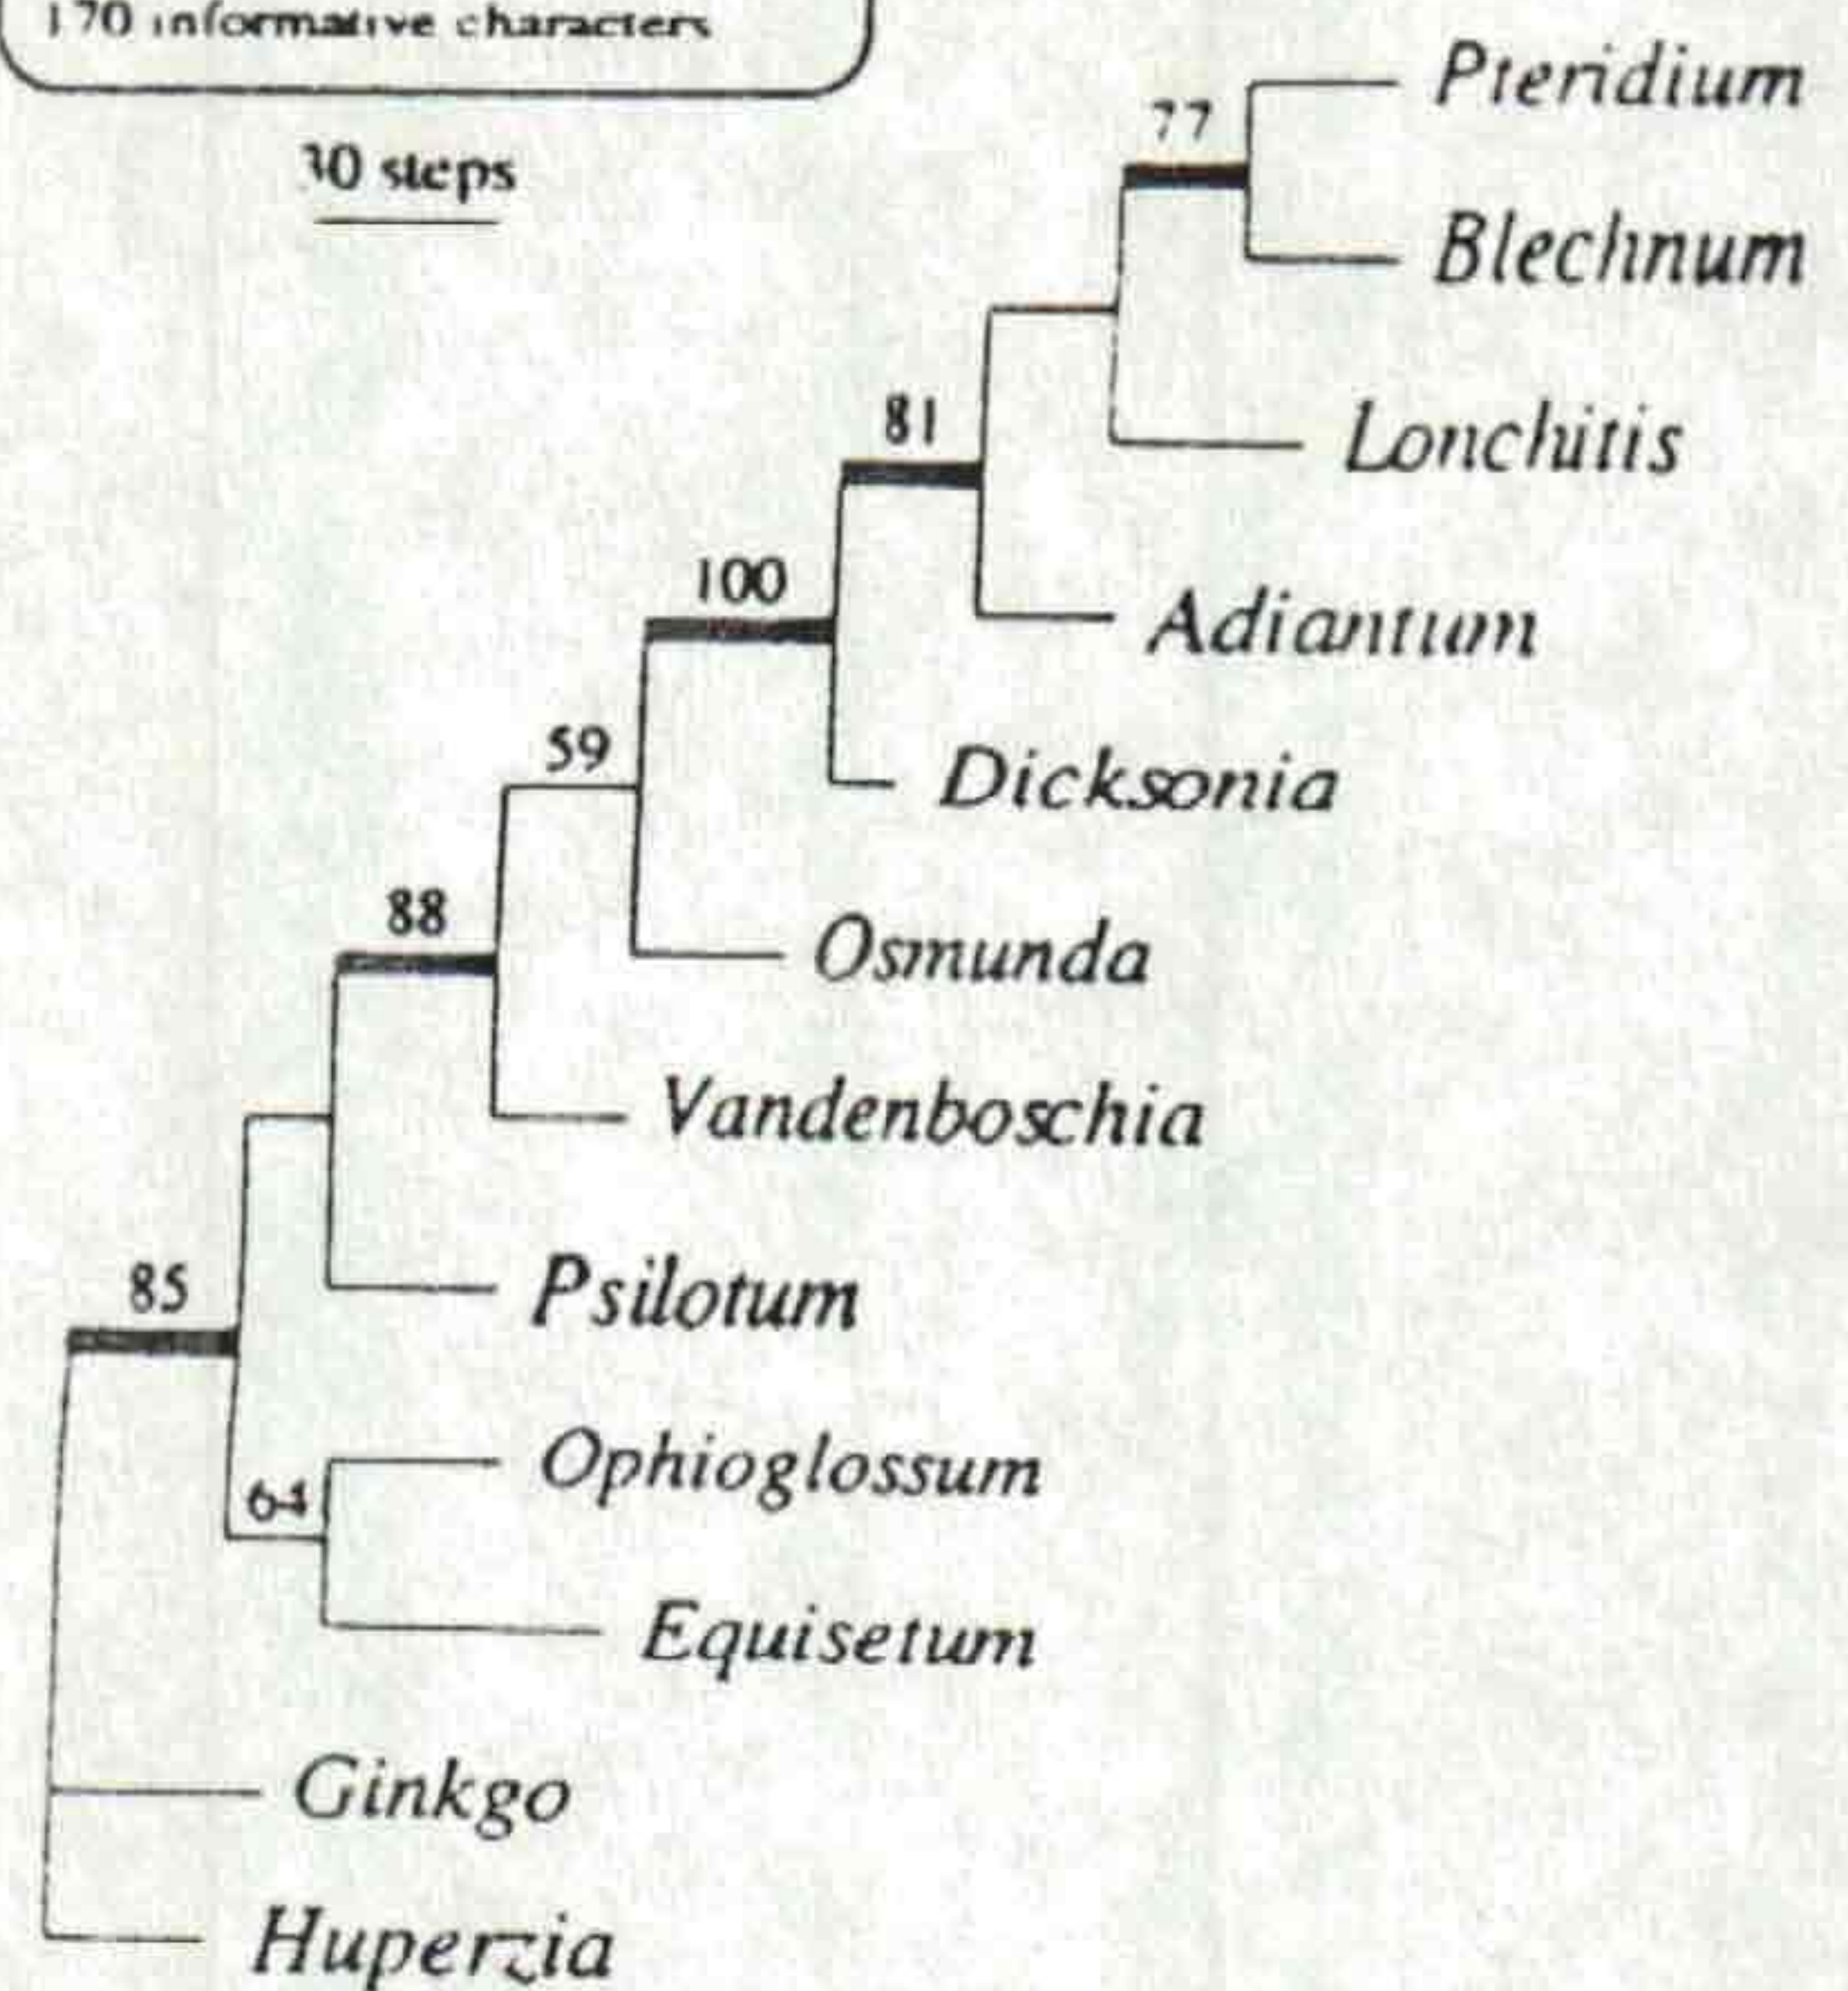 170 informative characters
30 steps
77
Pteridium
Blechnum
81
Lonchitis
100
Adiantum
59
Dicksonia
88
Osmunda
Vandenboschia
85
Psilotum
64
Ophioglossum
Equisetum
Ginkgo
Huperzia